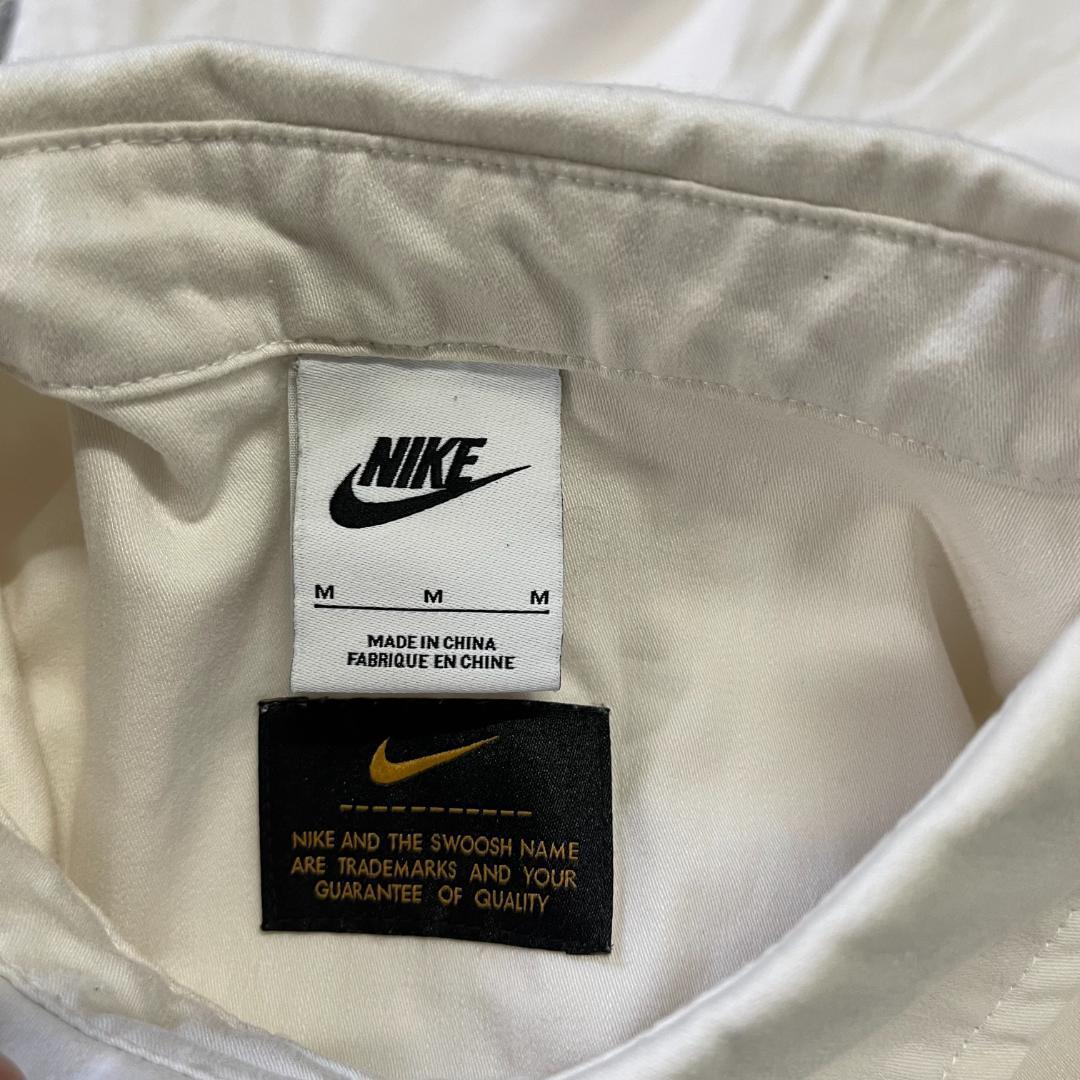 NIKE
M M M
MADE IN CHINA
FABRIQUE EN CHINE
NIKE AND THE SWOOSH NAME
ARE TRADEMARKS AND YOUR
GUARANTEE OF QUALITY